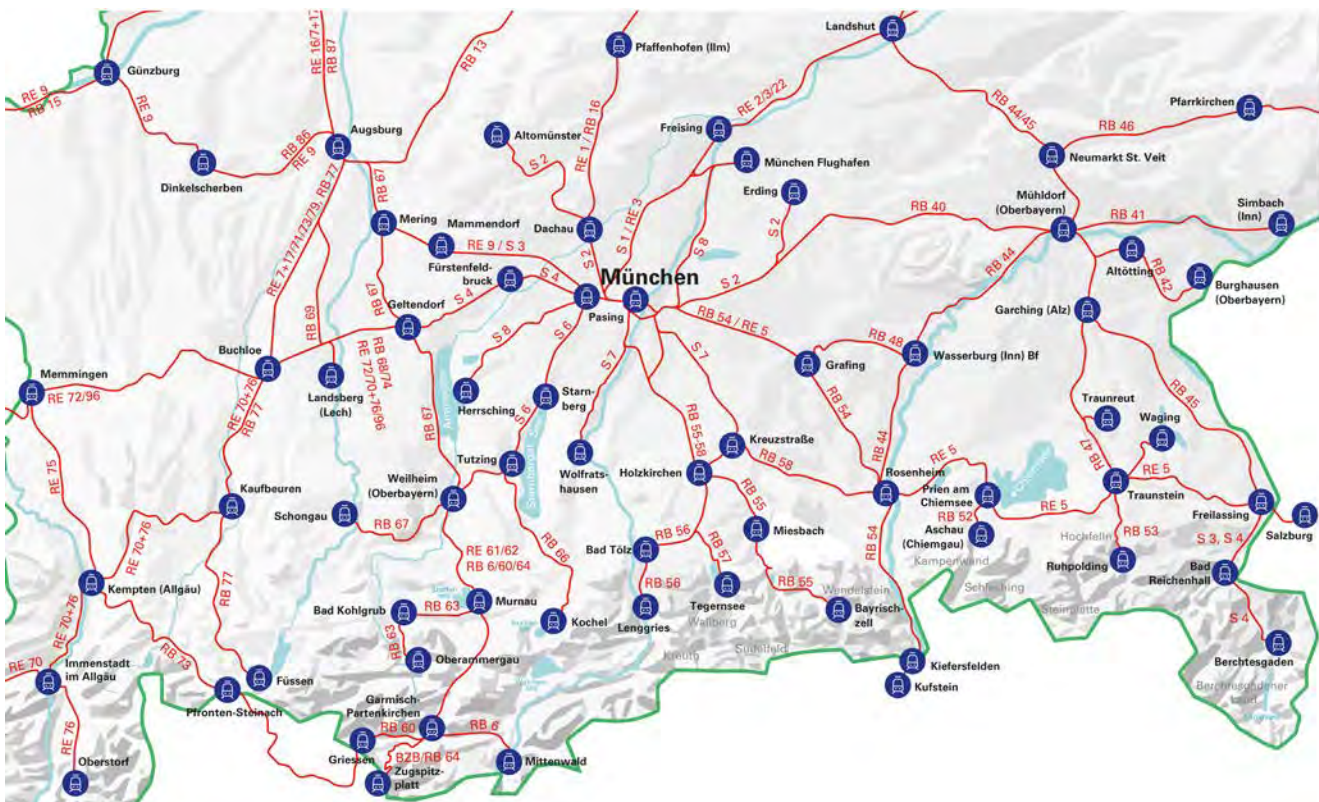 Landshut
Pfaffenhofen (Ilm)
RE 16/7+17
RB 87
RB 13
Günzburg
RE 9
RB 15
RE 9
RE 2/3/22
RB 44/45
Pfarrkirchen
RB 46
Augsburg
Altomünster
RE 1 / RB 16
Freising
RB 86
RE 9
Dinkelscherben
S 2
München Flughafen
Neumarkt St. Veit
Erding
RB 67
RE 7+17/71/73/79, RB 77
Mering
Mammendorf
Dachau
S 1 / RE 3
S 2
RB 40
Mühldorf
(Oberbayern)
RB 41
Simbach
(Inn)
RE 9 / S 3
S 2
S 8
Fürstenfeld-
bruck
S 4
München
S 2
RB 44
Altötting
RB 42
Burghausen
(Oberbayern)
RB 67
Geltendorf
S 4
Pasing
RB 54 / RE 5
Garching (Alz)
RB 69
S 8
S 6
Buchloe
RB 68/74
RE 72/70+76/96
S 7
S 7
RB 48
Wasserburg (Inn) Bf
Grafing
Memmingen
RE 72/96
RE 70+76
RB 77
Landsberg
(Lech)
Herrsching
Starn-
berg
RB 54
RB 45
Traunreut
Waging
RB 67
S 6
RB 55-58
Kreuzstraße
RB 44
RB 47
RE 75
Tutzing
Wolfrats-
hausen
Holzkirchen
RB 58
Rosenheim
RE 5
RE 5
Weilheim
(Oberbayern)
Prien am
Chiemsee
Traunstein
Kaufbeuren
Schongau
RB 67
RB 55
RE 5
Freilassing
Salzburg
RB 52
Miesbach
RB 56
Aschau
(Chiemgau)
RB 53
S 3, S 4
RE 70+76
RE 61/62
RB 6/60/64
RB 66
Bad Tölz
RB 57
RB 54
Hochfelln
Kampenwand
Ruhpolding
Bad
Reichenhall
Kempten (Allgäu)
RB 77
RB 56
RB 55
Wendelstein
Schleching
Tegernsee
Bad Kohlgrub
RB 63
Murnau
Kochel
Lenggries
Wallberg
Bayrisch-
zell
Steinplatte
RE 70+76
RB 63
S 4
RB 73
Oberammergau
Kreuth
Sudelfeld
Kiefersfelden
Berchtesgaden
RE 70
Immenstadt
im Allgäu
Füssen
Kufstein
Berchtesgadener
Land
Pfronten-Steinach
Garmisch-
Partenkirchen
RE 76
RB 60
RB 6
Griessen
BZB/RB 64
Oberstorf
Zugspitz-
platt
Mittenwald